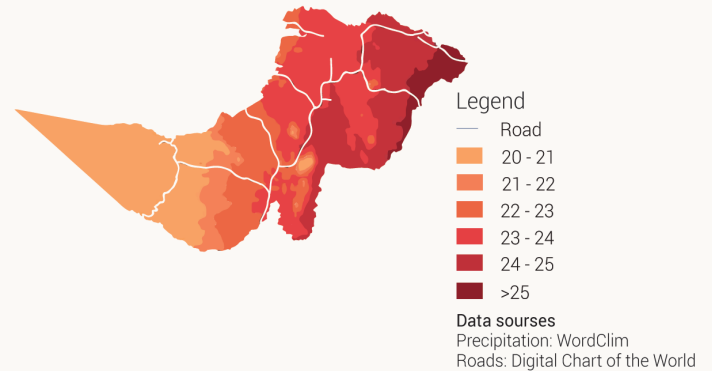 Legend
Road
20 - 21
21 - 22
22 - 23
23 - 24
24 - 25
>25
Data sourses
Precipitation: WordClim
Roads: Digital Chart of the World